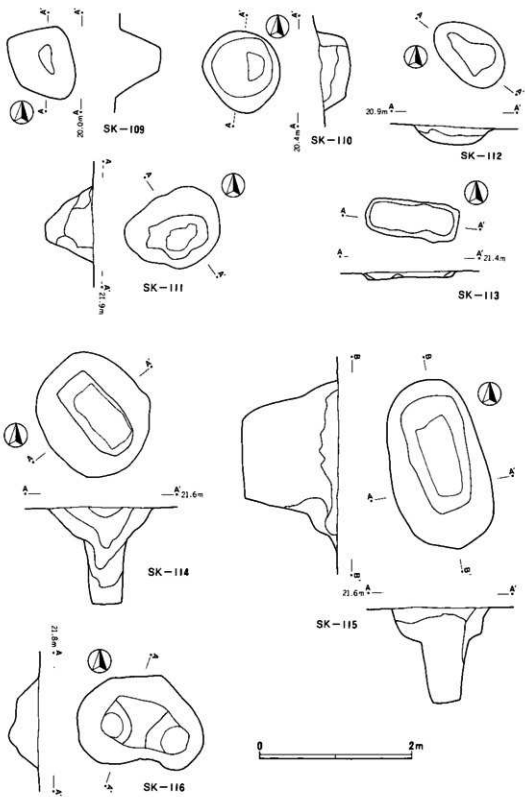 A'
A
A'
A
20.0m
SK-109
A'
A
A'
A
20.4m
SK-110
A
A'
20.9m
A
A'
SK-112
A
A'
A
A'
21.9m
SK-111
A
A'
A
A'
21.4m
SK-113
A'
A
A
A'
21.6m
SK-114
B
B'
B
B'
A'
A
21.6m
A
A'
SK-115
21.8m
A
A'
A
A'
SK-116
0
2m